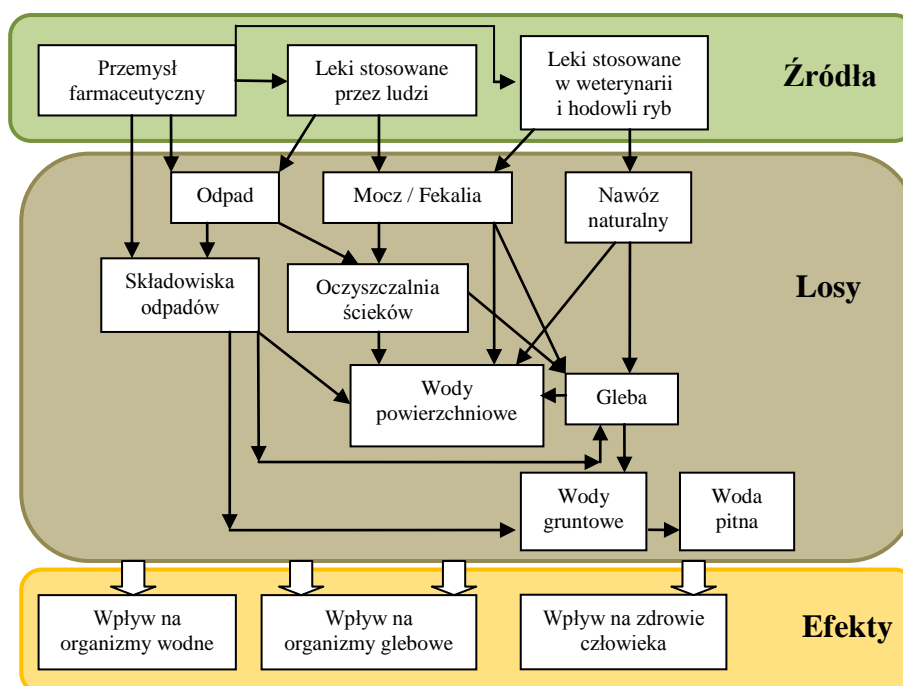 Przemysł
farmaceutyczny
Leki stosowane
przez ludzi
Leki stosowane
w weterynarii
i hodowli ryb
Źródła
Odpad
Mocz / Fekalia
Nawóz
naturalny
Składowiska
odpadów
Oczyszczalnia
ścieków
Losy
Wody
powierzchniowe
Gleba
Wody
gruntowe
Woda
pitna
Wpływ na
organizmy wodne
Wpływ na
organizmy glebowe
Wpływ na zdrowie
człowieka
Efekty